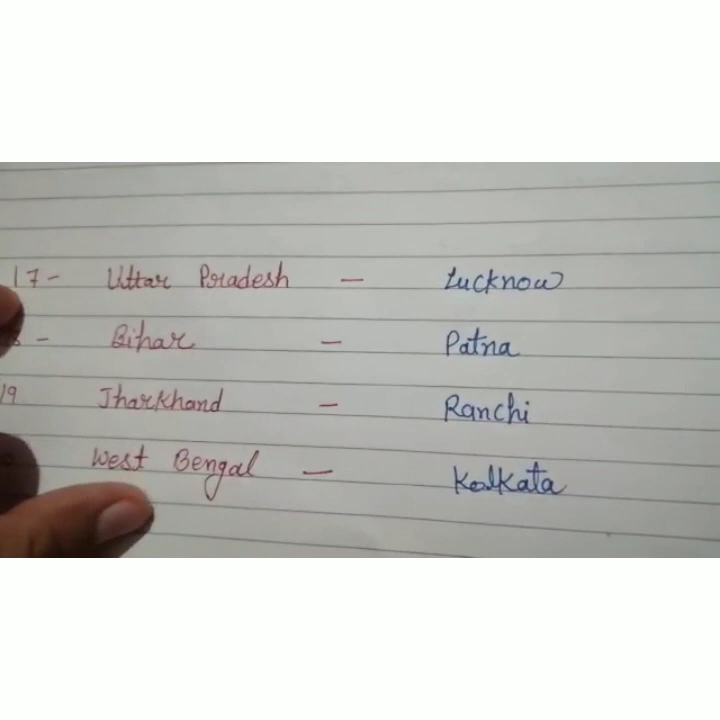 17- Uttar Pradesh - Lucknow
- Bihar - Patna
19 Jharkhand - Ranchi
West Bengal - Kolkata